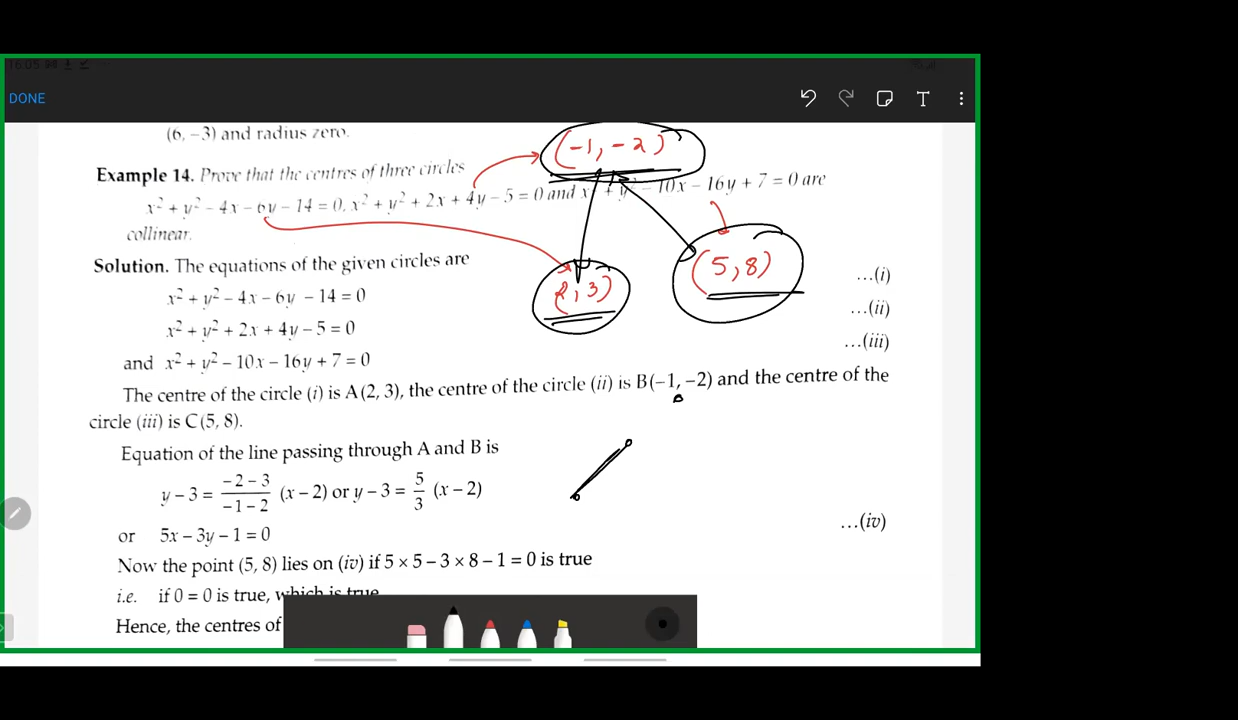 16:05
DONE
T
(6, −3) and radius zero.
(−1, −2)
Example 14. Prove that the centres of three circles
x² + y² − 4x − 6y − 14 = 0, x² + y² + 2x + 4y − 5 = 0 and x² + y² − 10x − 16y + 7 = 0 are
collinear.
(5, 8)
(2, 3)
Solution. The equations of the given circles are
x² + y² − 4x − 6y − 14 = 0 ...(i)
x² + y² + 2x + 4y − 5 = 0 ...(ii)
and x² + y² − 10x − 16y + 7 = 0 ...(iii)
The centre of the circle (i) is A(2, 3), the centre of the circle (ii) is B(−1, −2) and the centre of the
circle (iii) is C(5, 8).
Equation of the line passing through A and B is
y − 3 = (−2 − 3)/(−1 − 2) (x − 2) or y − 3 = 5/3 (x − 2)
or 5x − 3y − 1 = 0 ...(iv)
Now the point (5, 8) lies on (iv) if 5 × 5 − 3 × 8 − 1 = 0 is true
i.e. if 0 = 0 is true, which is true
Hence, the centres of